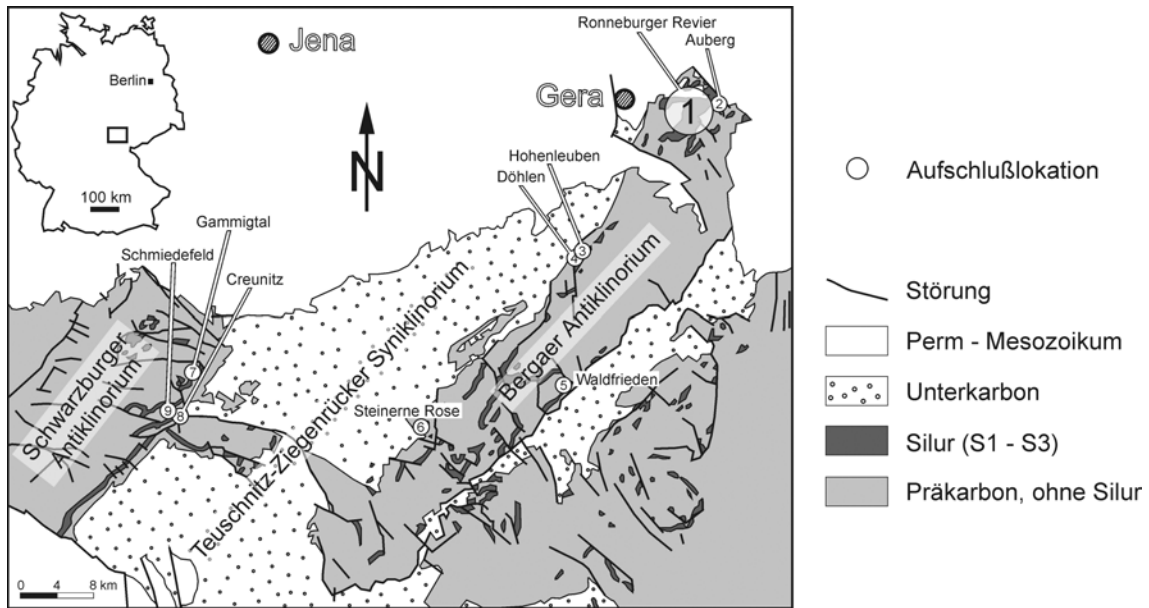 Ronneburger Revier
Auberg
Jena
Berlin
Gera
1
2
N
100 km
Hohenleuben
Döhlen
3
4
Gammigtal
Schmiedefeld
Creunitz
Schwarzburger
Antiklinorium
Teuschnitz-Ziegenrücker Syniklinorium
Bergaer Antiklinorium
7
9
8
5
Waldfrieden
Steinerne Rose
6
0 4 8 km
Aufschlußlokation
Störung
Perm - Mesozoikum
Unterkarbon
Silur (S1 - S3)
Präkarbon, ohne Silur